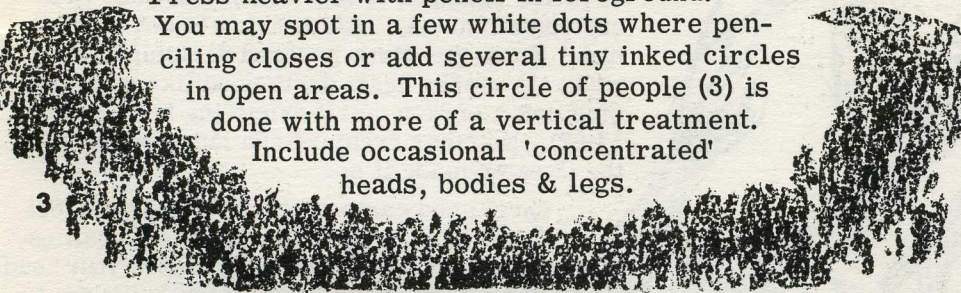 Press heavier with pencil in foreground.
You may spot in a few white dots where pen-
ciling closes or add several tiny inked circles
in open areas. This circle of people (3) is
done with more of a vertical treatment.
Include occasional 'concentrated'
heads, bodies & legs.
3